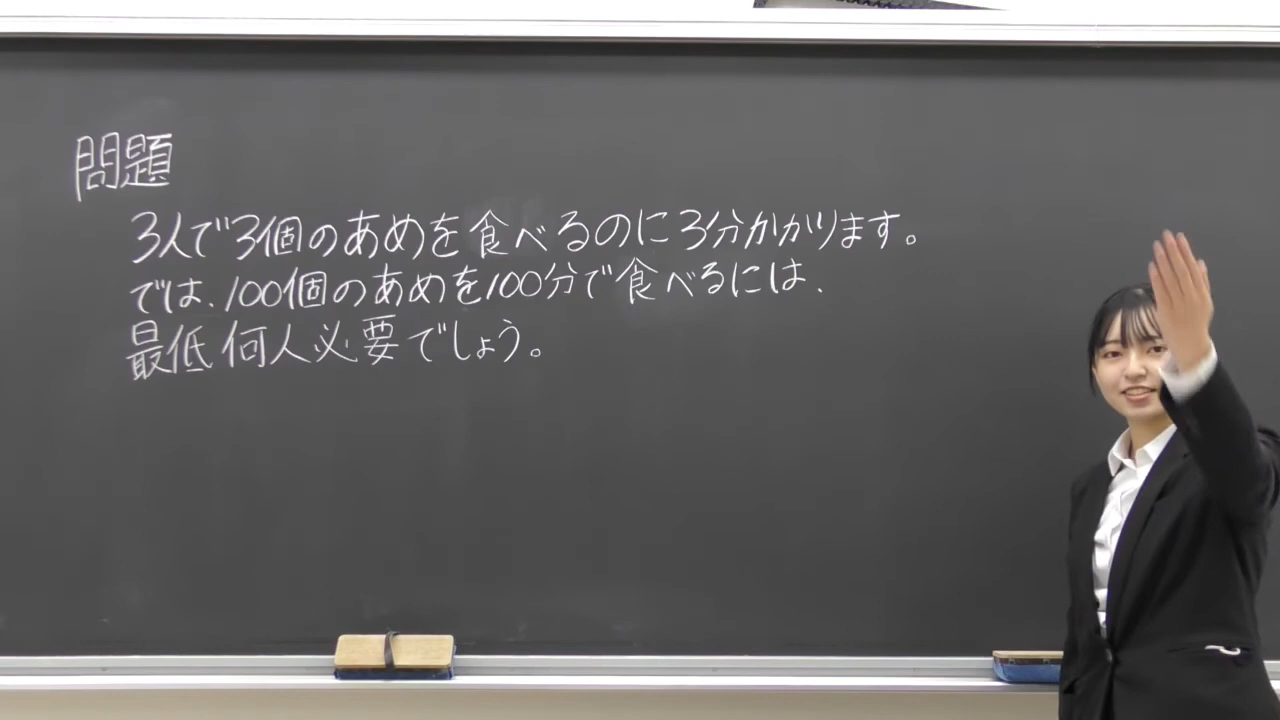 問題
3人で3個のあめを食べるのに3分かかります。
では、100個のあめを100分で食べるには、
最低何人必要でしょう。